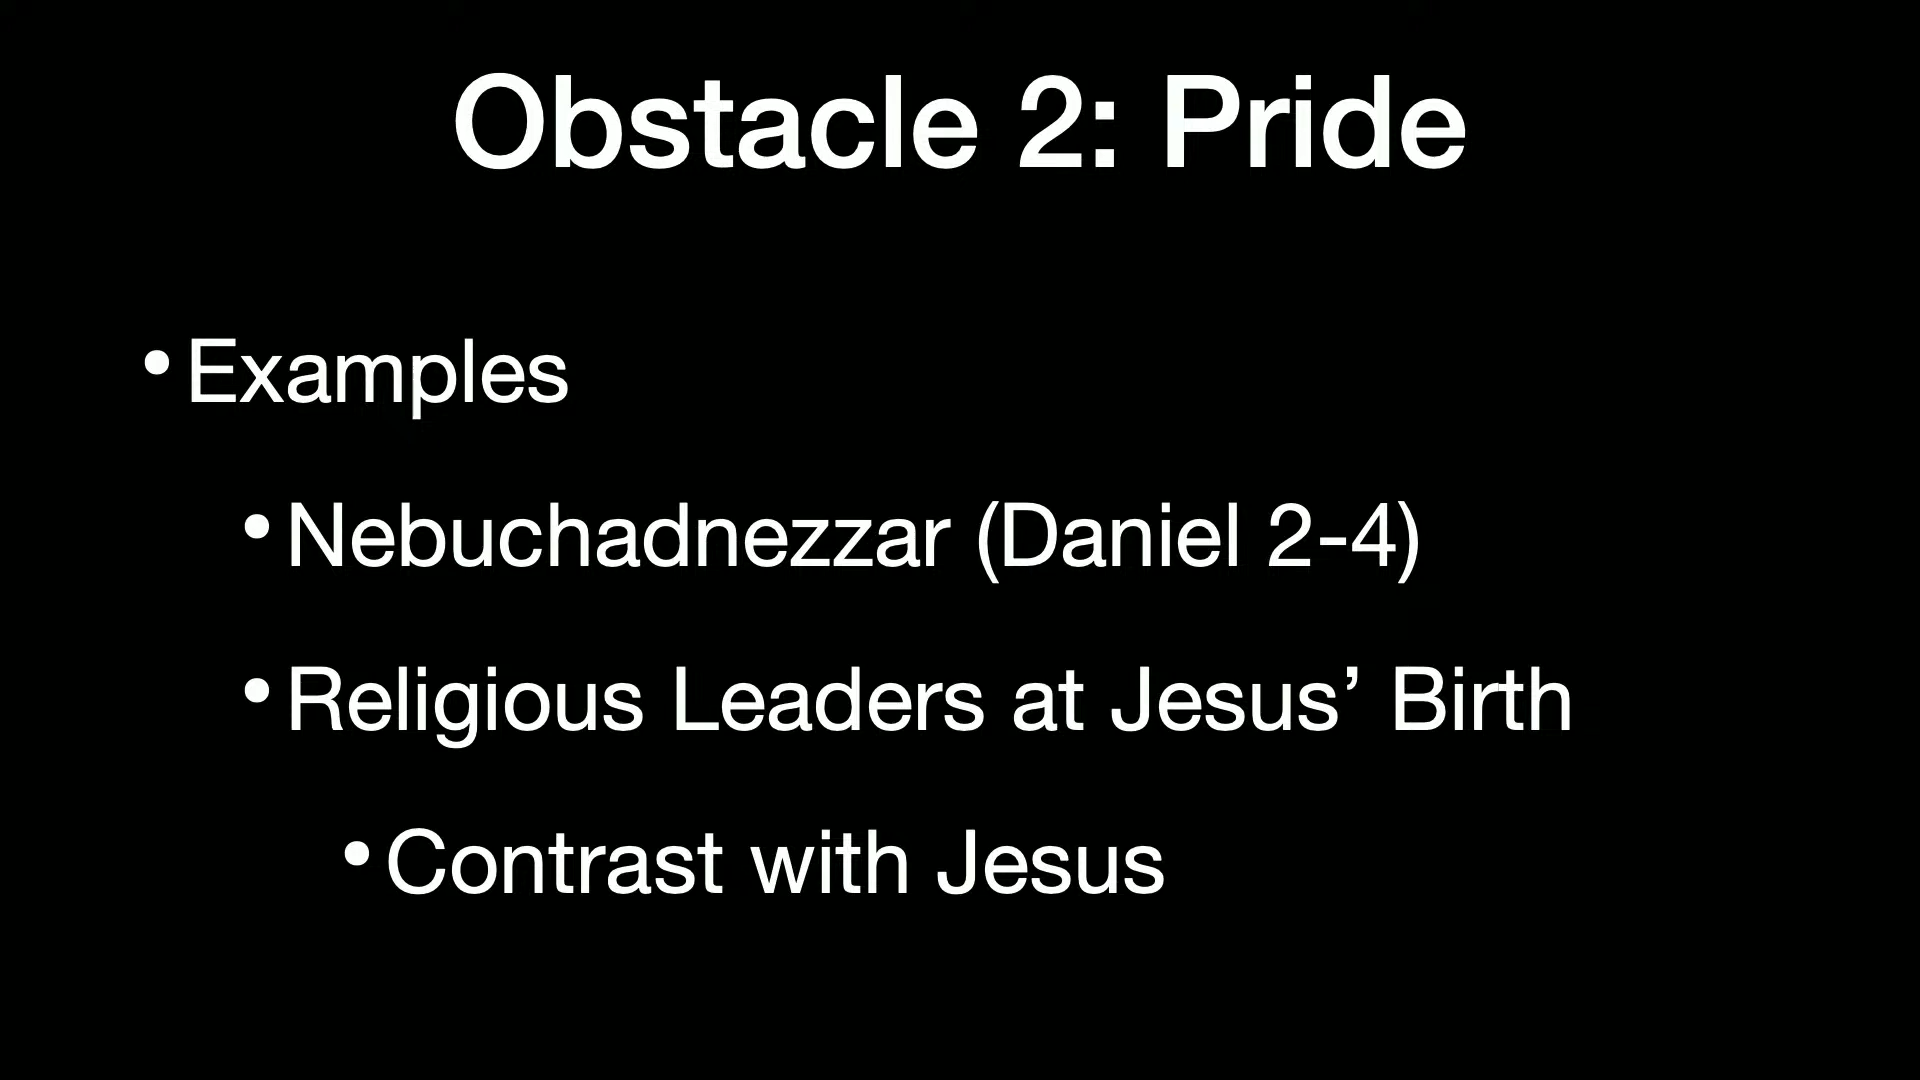 Obstacle 2: Pride
• Examples
• Nebuchadnezzar (Daniel 2-4)
• Religious Leaders at Jesus’ Birth
• Contrast with Jesus